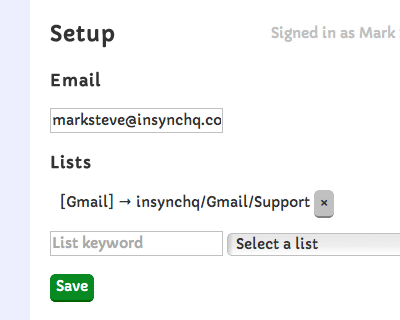 Setup
Signed in as Mark
Email
marksteve@insynchq.co
Lists
[Gmail] → insynchq/Gmail/Support ×
List keyword
Select a list
Save